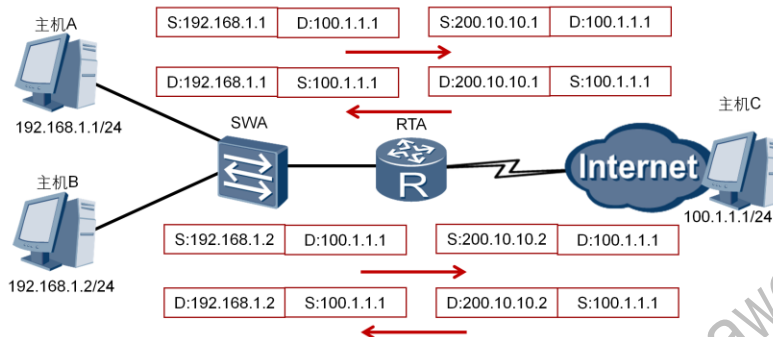 主机A
S:192.168.1.1 D:100.1.1.1 S:200.10.10.1 D:100.1.1.1
D:192.168.1.1 S:100.1.1.1 D:200.10.10.1 S:100.1.1.1
192.168.1.1/24
SWA
RTA
主机C
R
Internet
主机B
100.1.1.1/24
S:192.168.1.2 D:100.1.1.1 S:200.10.10.2 D:100.1.1.1
192.168.1.2/24
D:192.168.1.2 S:100.1.1.1 D:200.10.10.2 S:100.1.1.1